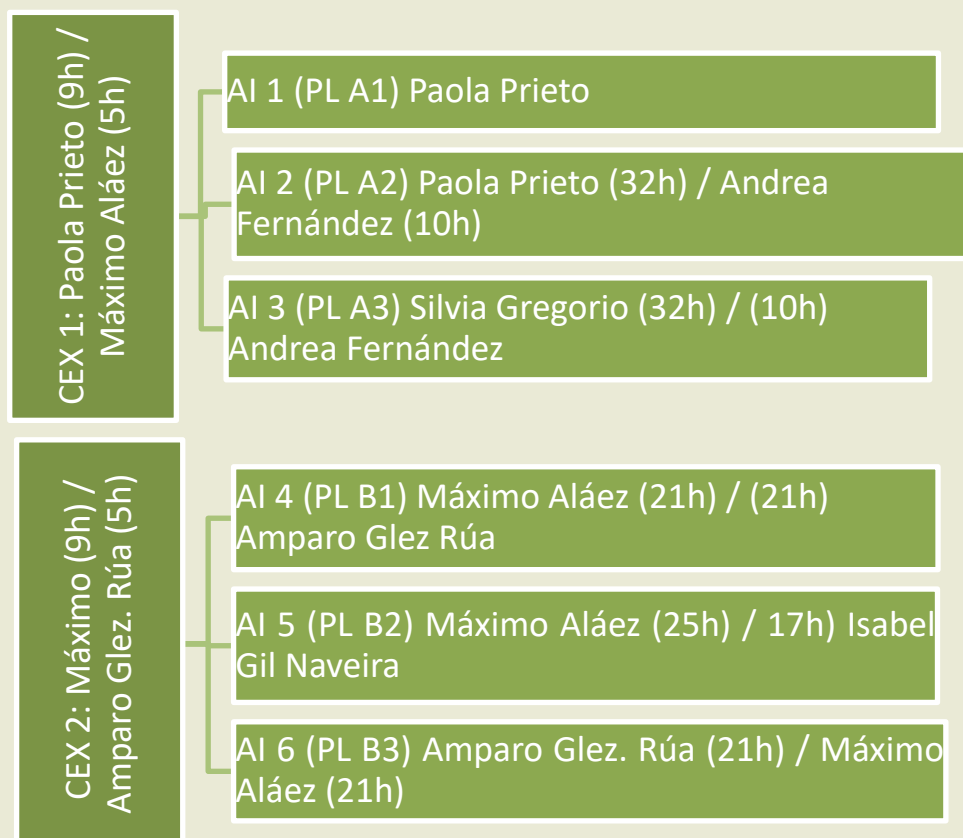 CEX 1: Paola Prieto (9h) /
Máximo Aláez (5h)
AI 1 (PL A1) Paola Prieto
AI 2 (PL A2) Paola Prieto (32h) / Andrea
Fernández (10h)
AI 3 (PL A3) Silvia Gregorio (32h) / (10h)
Andrea Fernández
CEX 2: Máximo (9h) /
Amparo Glez. Rúa (5h)
AI 4 (PL B1) Máximo Aláez (21h) / (21h)
Amparo Glez Rúa
AI 5 (PL B2) Máximo Aláez (25h) / 17h) Isabel
Gil Naveira
AI 6 (PL B3) Amparo Glez. Rúa (21h) / Máximo
Aláez (21h)